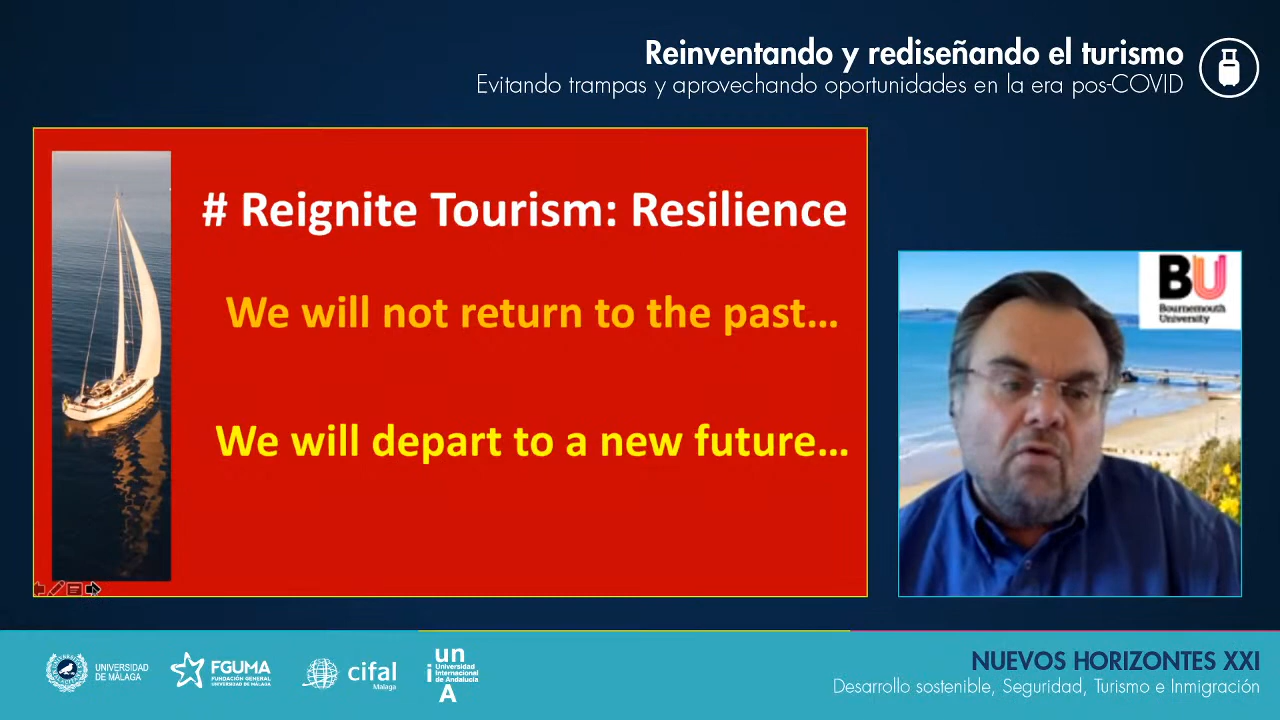 Reinventando y rediseñando el turismo
Evitando trampas y aprovechando oportunidades en la era pos-COVID
# Reignite Tourism: Resilience
We will not return to the past...
We will depart to a new future...
BU
Bournemouth
University
UNIVERSIDAD
DE MÁLAGA
FGUMA
FUNDACIÓN GENERAL
UNIVERSIDAD DE MÁLAGA
cifal
Malaga
un
i
Universidad
Internacional
de Andalucía
A
NUEVOS HORIZONTES XXI
Desarrollo sostenible, Seguridad, Turismo e Inmigración